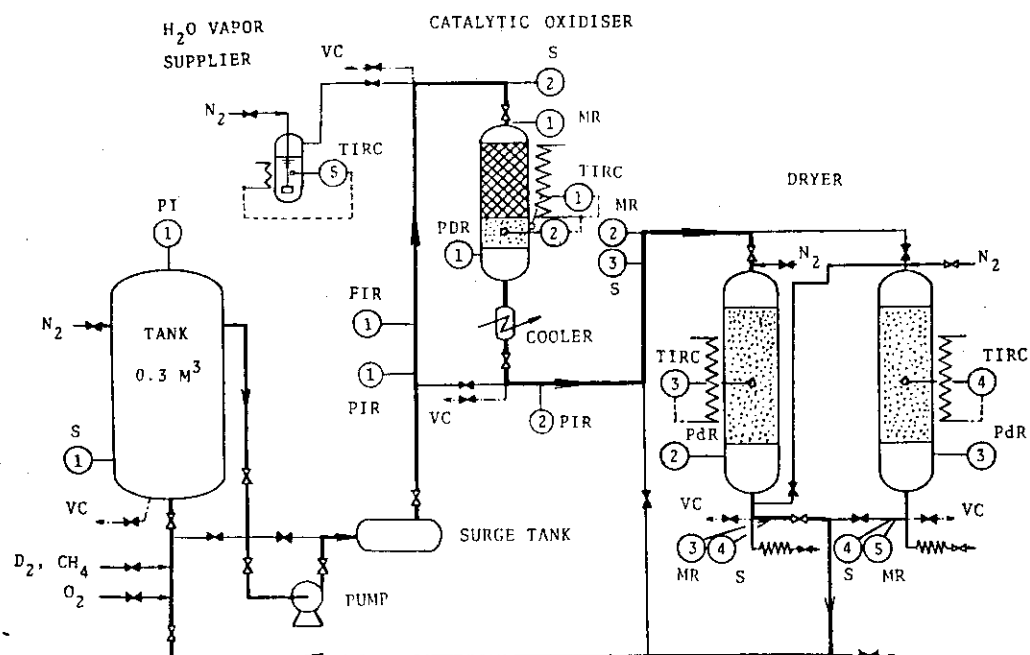 H2O VAPOR
SUPPLIER
CATALYTIC OXIDISER
VC
S
2
N2
1 MR
TIRC
5
TIRC
1
2
DRYER
PI
1
PDR
1
MR
2
3
S
N2
N2
N2
TANK
0.3 M3
FIR
1
COOLER
TIRC
3
TIRC
4
1
PIR
VC
2 PIR
S
1
PdR
2
PdR
3
VC
SURGE TANK
VC
VC
3 4
4 5
MR S
S MR
D2, CH4
O2
PUMP